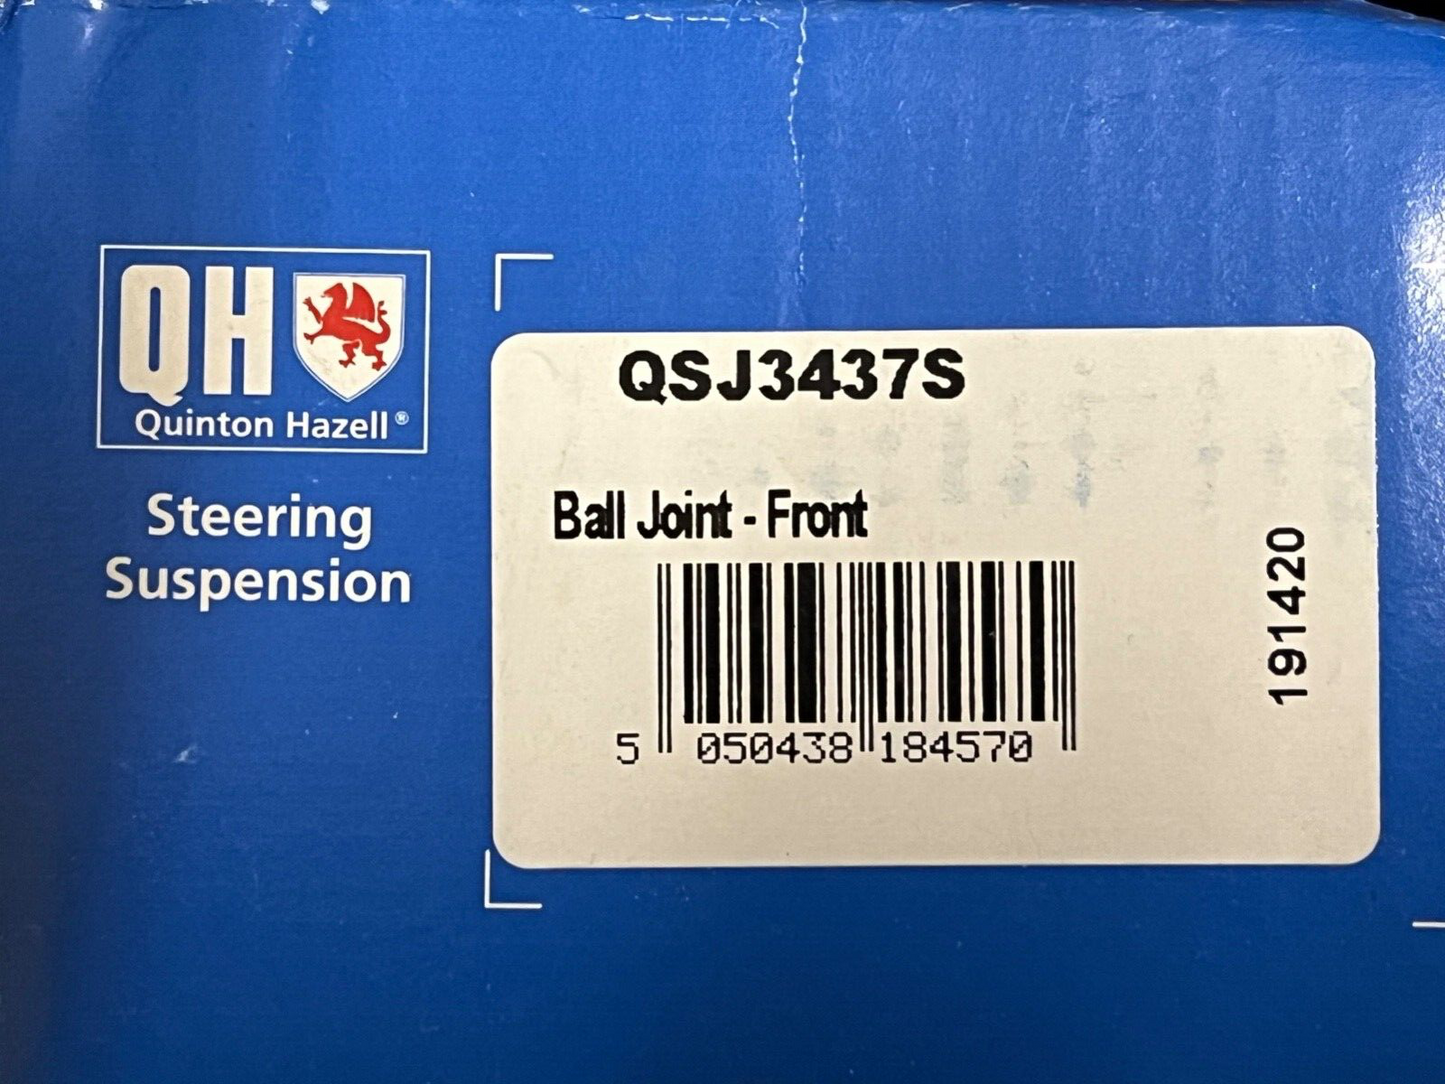 QH
Quinton Hazell®
Steering
Suspension
QSJ3437S
Ball Joint - Front
5 050438 184570
191420